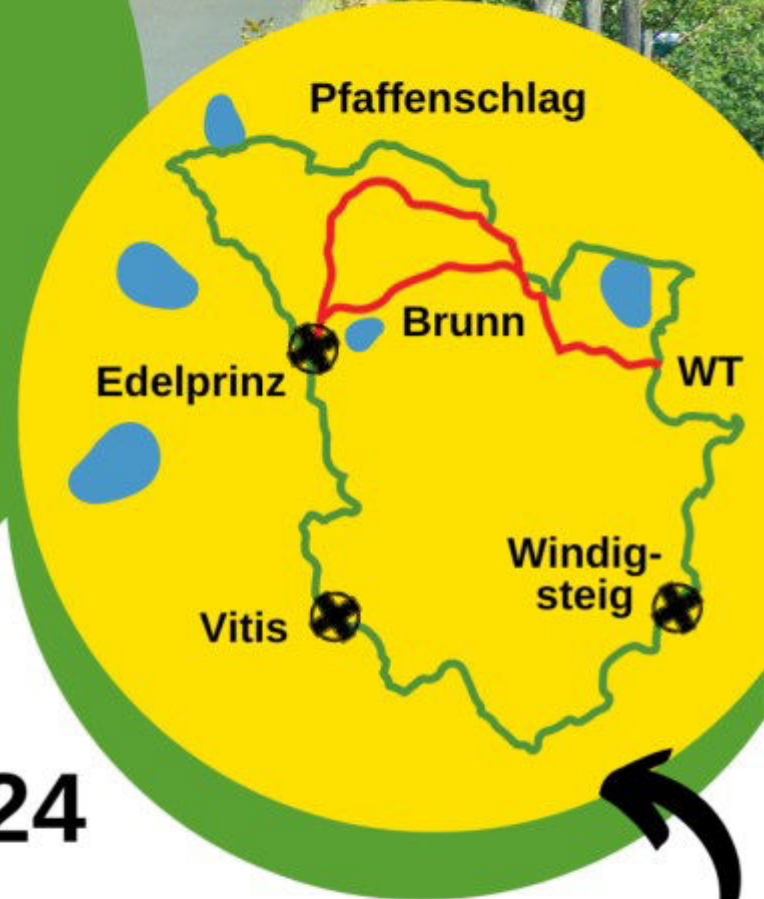 Pfaffenschlag
Brunn
WT
Edelprinz
Windig-
steig
Vitis
24